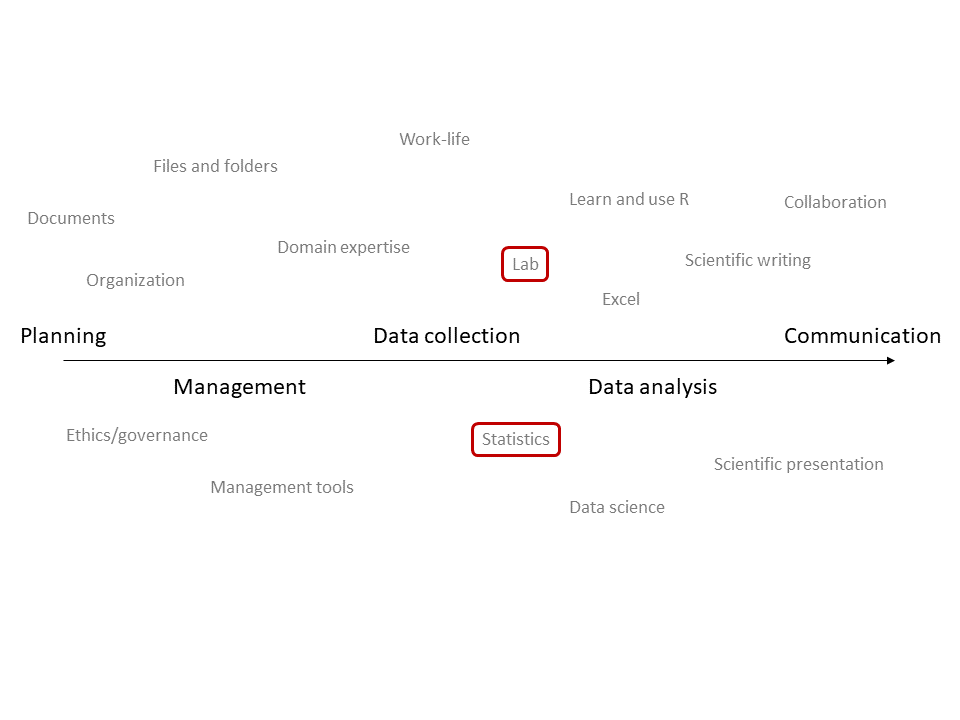 Work-life
Files and folders
Learn and use R
Collaboration
Documents
Domain expertise
Lab
Scientific writing
Organization
Excel
Planning
Data collection
Communication
Management
Data analysis
Ethics/governance
Statistics
Scientific presentation
Management tools
Data science